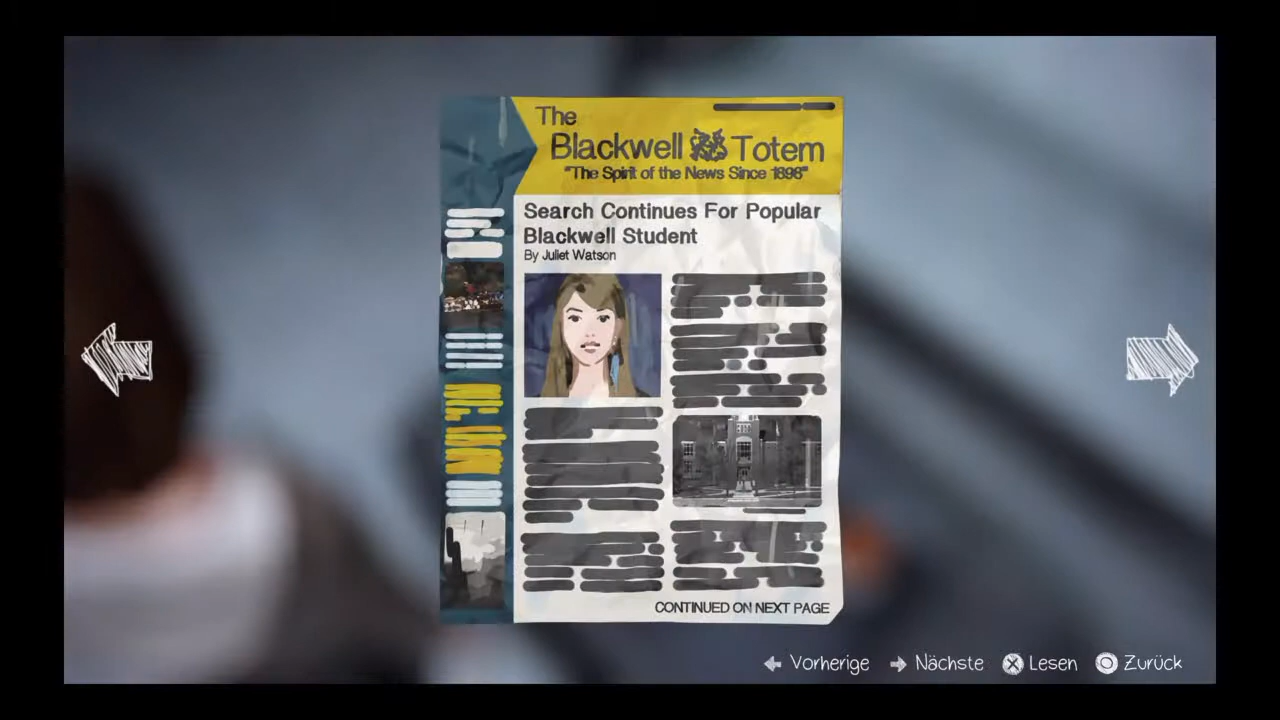 The
Blackwell Totem
"The Spirit of the News Since 1898"
Search Continues For Popular
Blackwell Student
By Juliet Watson
CONTINUED ON NEXT PAGE
Vorherige Nächste Lesen Zurück